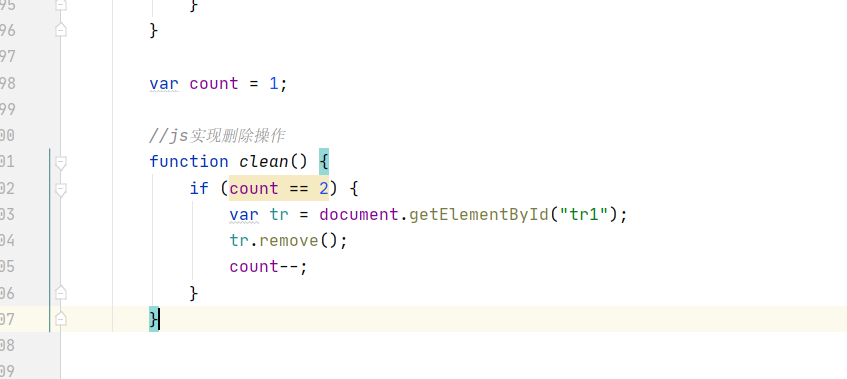 95 }
96 }
97
98 var count = 1;
99
00 //js实现删除操作
01 function clean() {
02 if (count == 2) {
03 var tr = document.getElementById("tr1");
04 tr.remove();
05 count--;
06 }
07 }
08
09